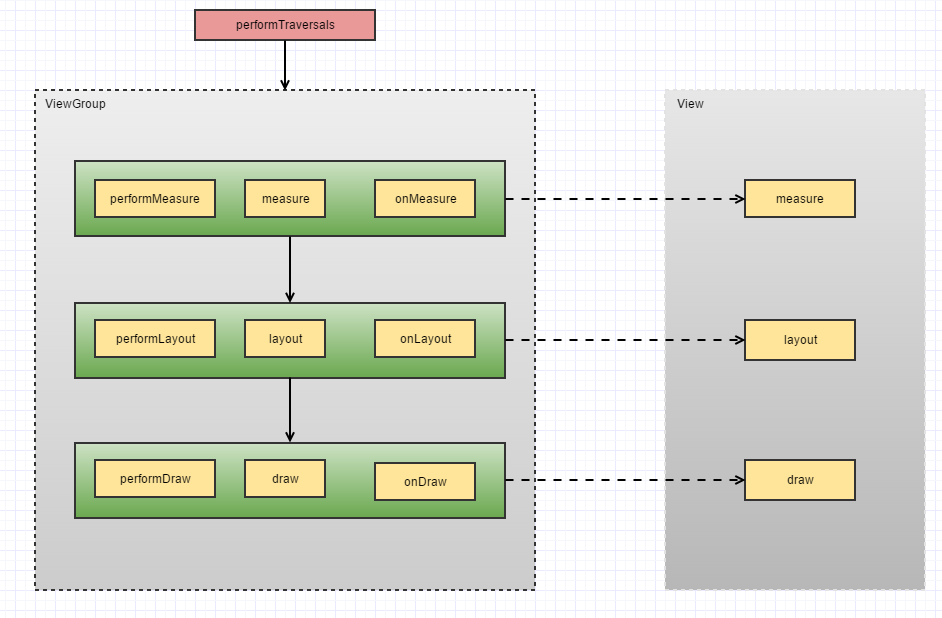 performTraversals
ViewGroup
View
performMeasure
measure
onMeasure
measure
performLayout
layout
onLayout
layout
performDraw
draw
onDraw
draw